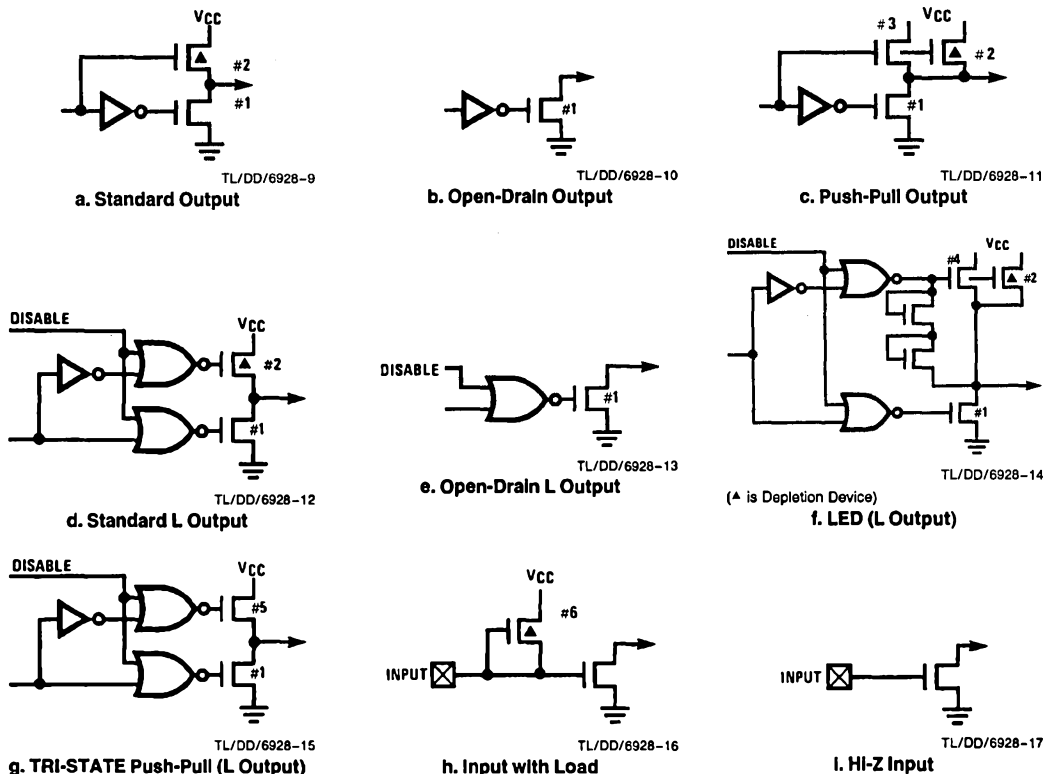 VCC
#2
#1
TL/DD/6928-9
a. Standard Output
#1
TL/DD/6928-10
b. Open-Drain Output
#3
VCC
#2
#1
TL/DD/6928-11
c. Push-Pull Output
DISABLE
VCC
#2
#1
TL/DD/6928-12
d. Standard L Output
DISABLE
#1
TL/DD/6928-13
e. Open-Drain L Output
DISABLE
#4
VCC
#2
#1
TL/DD/6928-14
(▲ is Depletion Device)
f. LED (L Output)
DISABLE
VCC
#5
#1
TL/DD/6928-15
g. TRI-STATE Push-Pull (L Output)
VCC
#6
INPUT
TL/DD/6928-16
h. Input with Load
INPUT
TL/DD/6928-17
i. Hi-Z Input